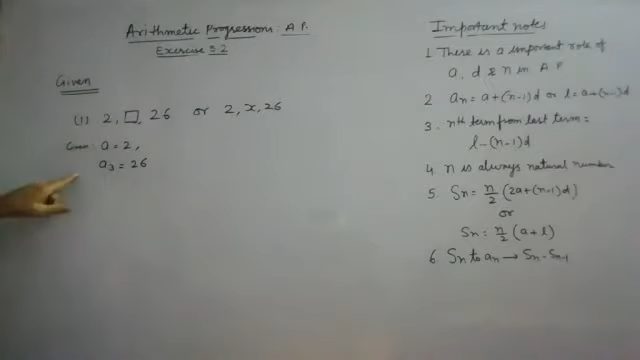 Arithmetic Progressions: A.P.
Exercise 5.2
Given
(1) 2, □, 26 or 2, x, 26
Given: a = 2,
a₃ = 26
Important notes
1. There is a important role of
a, d & n in A P
2 an = a + (n-1) d or l = a + (n-1) d
3. nth term from last term =
l - (n-1) d
4. n is always natural number
5. Sn = n/2 (2a + (n-1) d)
or
Sn = n/2 (a + l)
6. Sn to an → Sn - Sn-1